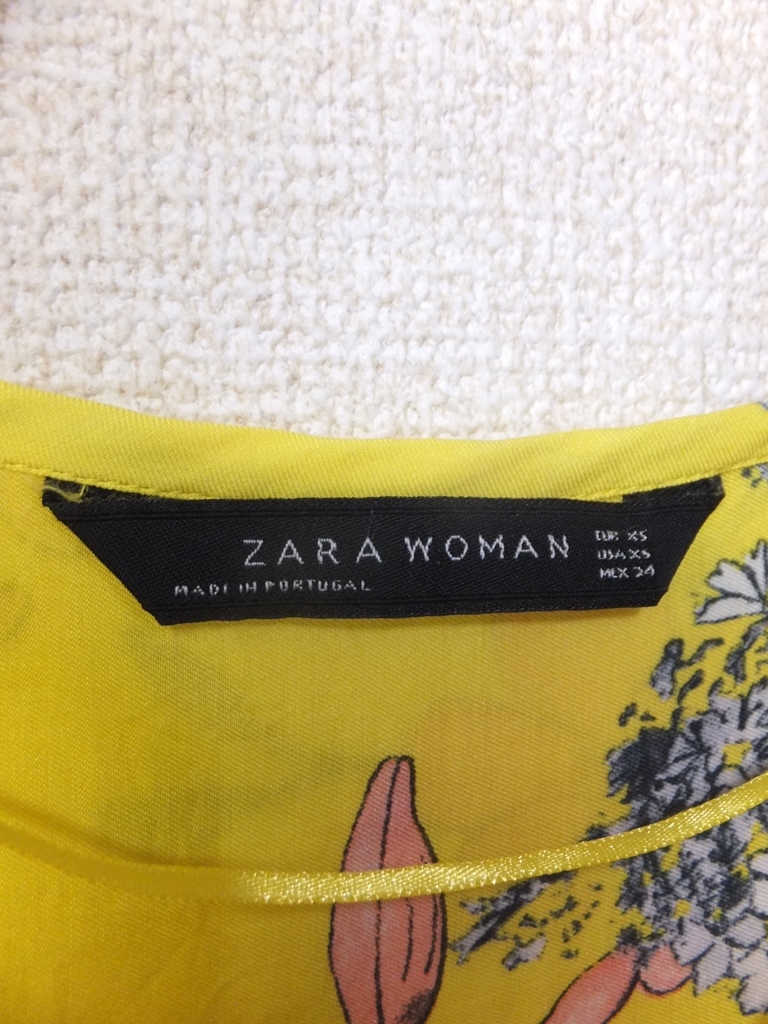 ZARA WOMAN
MADE IN PORTUGAL
EUR XS
USA XS
MEX 24